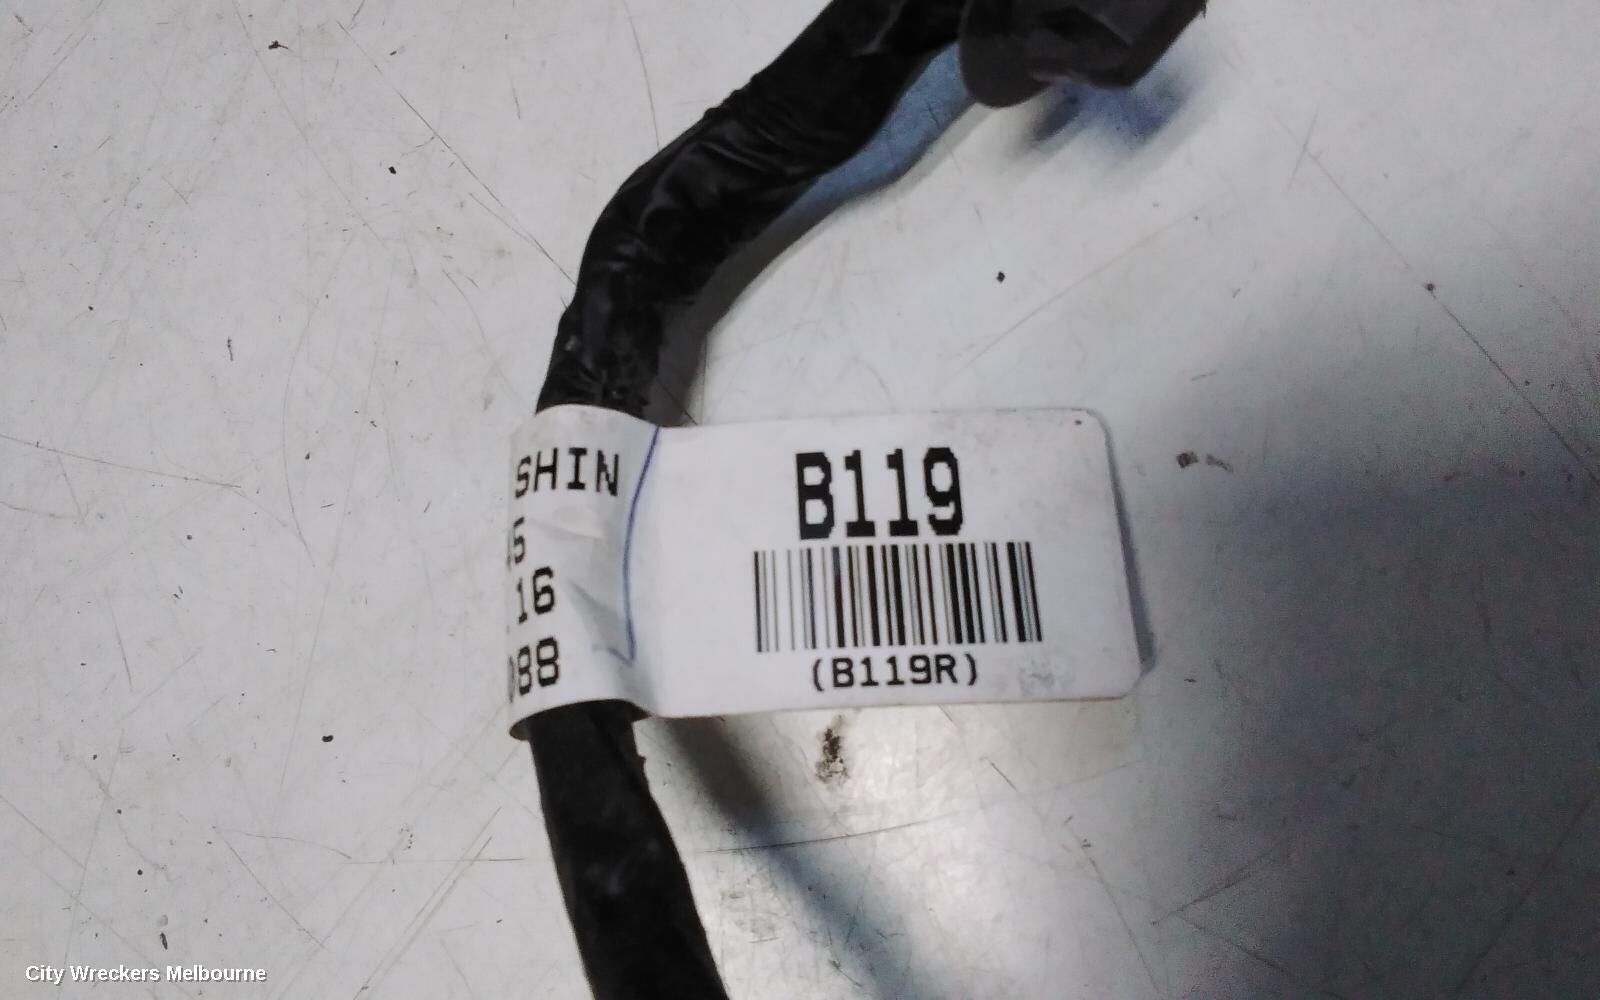 SHIN
16
88
B119
(B119R)
City Wreckers Melbourne